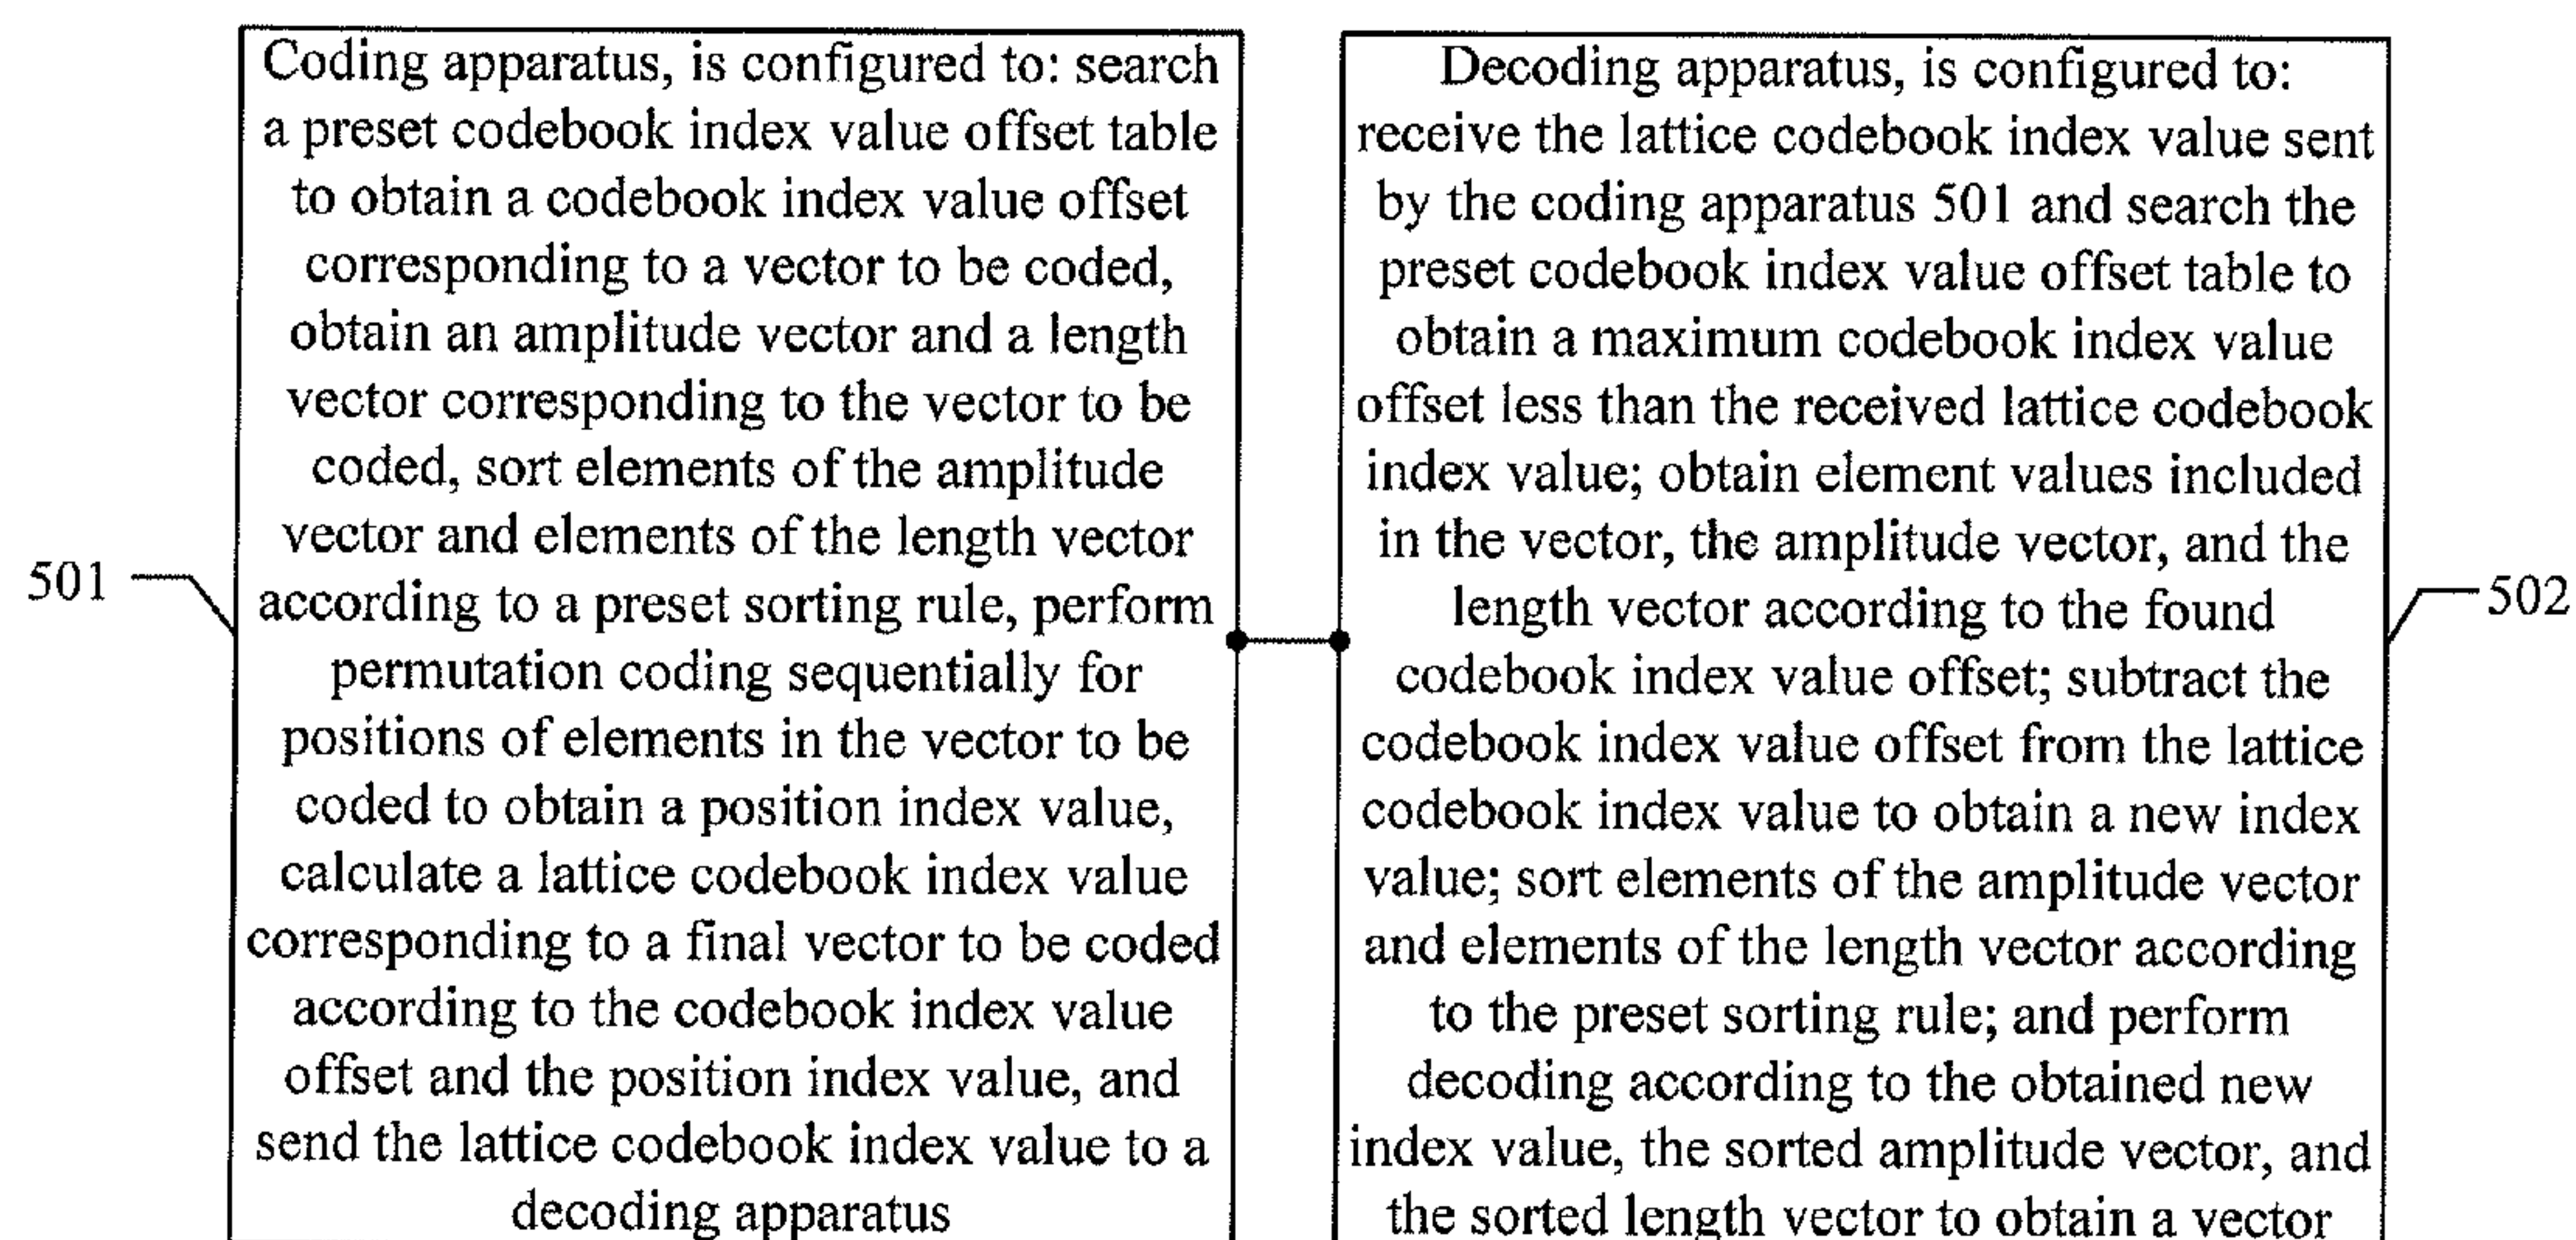 Coding apparatus, is configured to: search
a preset codebook index value offset table
to obtain a codebook index value offset
corresponding to a vector to be coded,
obtain an amplitude vector and a length
vector corresponding to the vector to be
coded, sort elements of the amplitude
vector and elements of the length vector
according to a preset sorting rule, perform
permutation coding sequentially for
positions of elements in the vector to be
coded to obtain a position index value,
calculate a lattice codebook index value
corresponding to a final vector to be coded
according to the codebook index value
offset and the position index value, and
send the lattice codebook index value to a
decoding apparatus
501
Decoding apparatus, is configured to:
receive the lattice codebook index value sent
by the coding apparatus 501 and search the
preset codebook index value offset table to
obtain a maximum codebook index value
offset less than the received lattice codebook
index value; obtain element values included
in the vector, the amplitude vector, and the
length vector according to the found
codebook index value offset; subtract the
codebook index value offset from the lattice
codebook index value to obtain a new index
value; sort elements of the amplitude vector
and elements of the length vector according
to the preset sorting rule; and perform
decoding according to the obtained new
index value, the sorted amplitude vector, and
the sorted length vector to obtain a vector
502